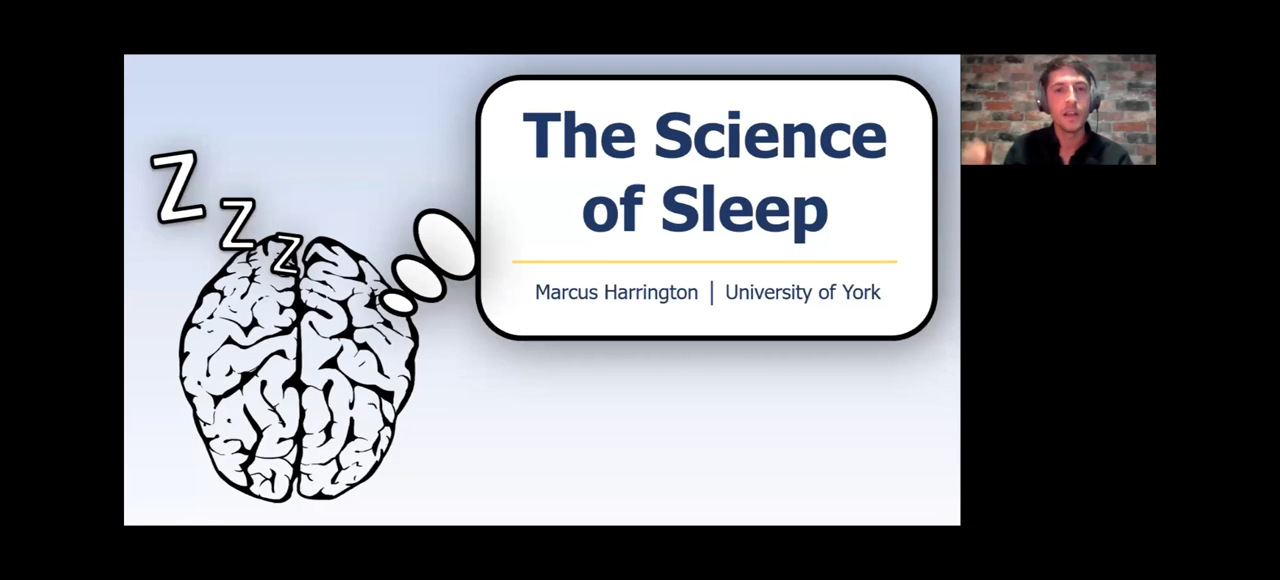 Z
Z
Z
The Science
of Sleep
Marcus Harrington | University of York